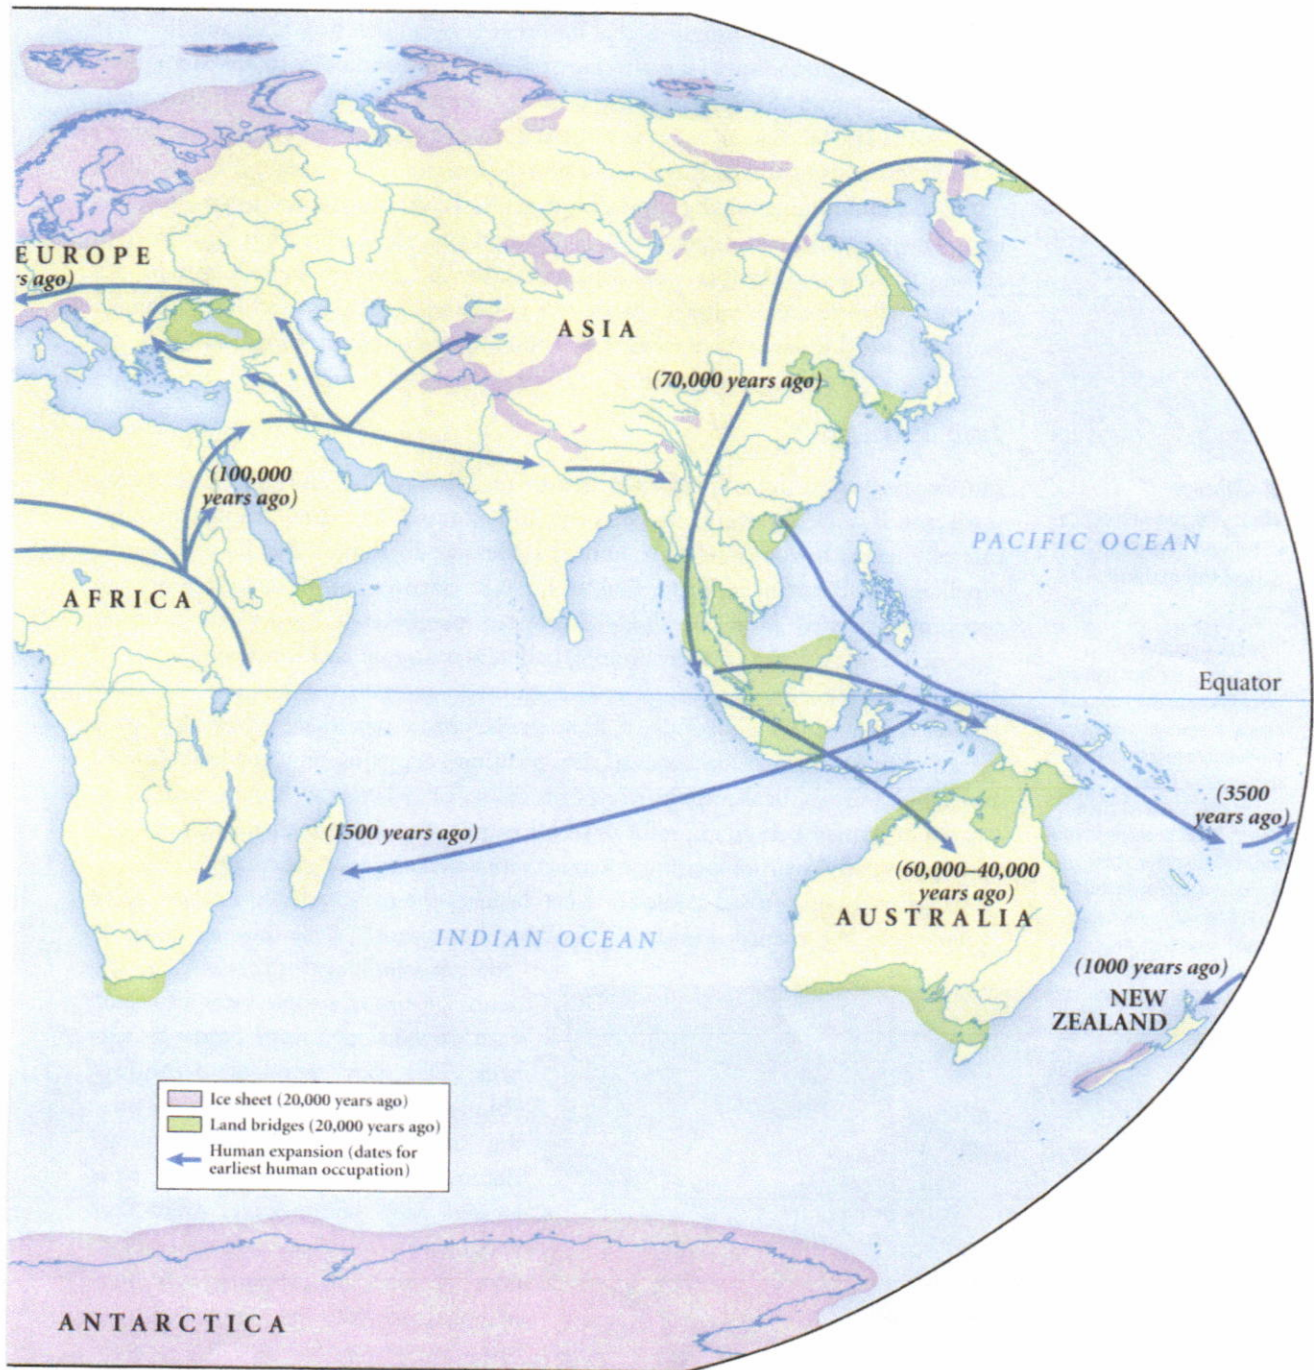 EUROPE
s ago)
ASIA
(70,000 years ago)
(100,000
years ago)
PACIFIC OCEAN
AFRICA
Equator
(3500
years ago)
(1500 years ago)
(60,000–40,000
years ago)
AUSTRALIA
INDIAN OCEAN
(1000 years ago)
NEW
ZEALAND
Ice sheet (20,000 years ago)
Land bridges (20,000 years ago)
Human expansion (dates for
earliest human occupation)
ANTARCTICA